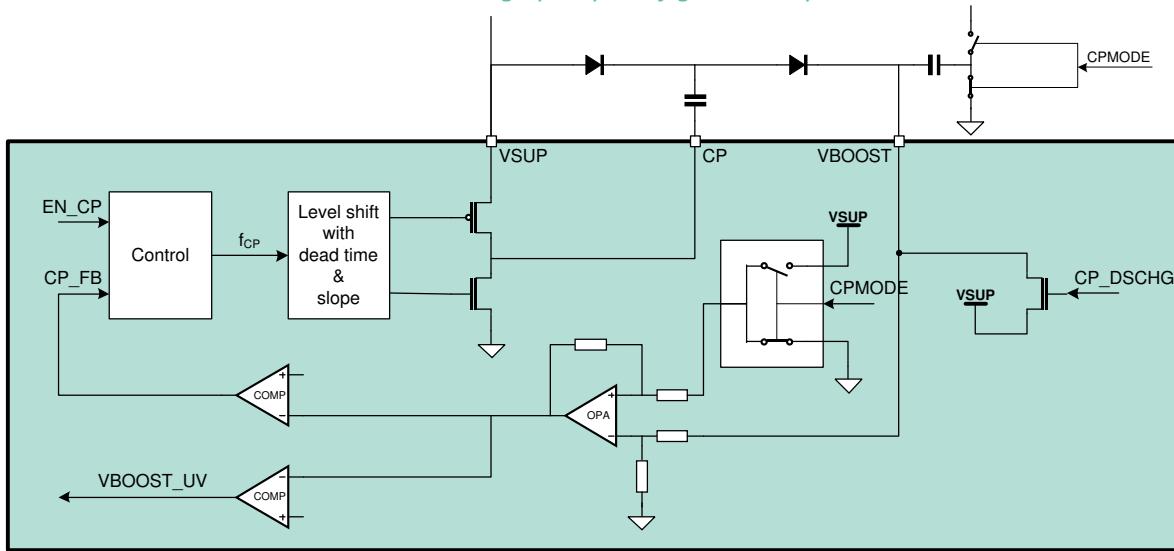 CPMODE
VSUP
CP
VBOOST
EN_CP
Control
fCP
Level shift
with
dead time
&
slope
VSUP
CPMODE
CP_FB
VSUP
CP_DSCHG
+
COMP
−
+
OPA
−
VBOOST_UV
−
COMP
+